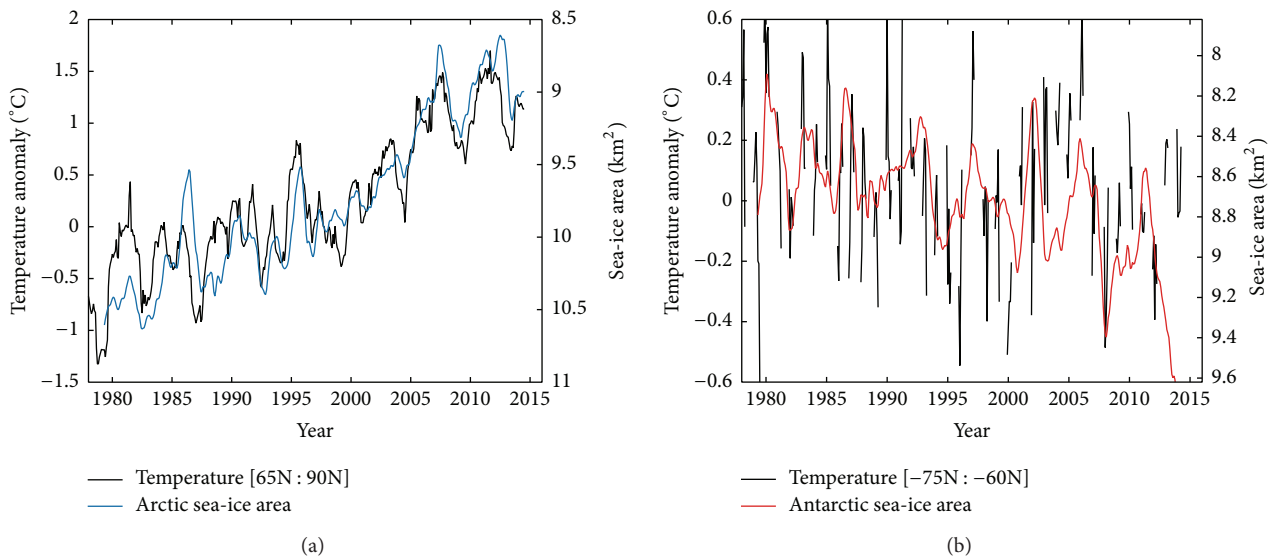 2
1.5
1
0.5
0
−0.5
−1
−1.5
Temperature anomaly (°C)
8.5
9.0
9.5
10
10.5
11
Sea-ice area (km²)
1980 1985 1990 1995 2000 2005 2010 2015
Year
Temperature [65N : 90N]
Arctic sea-ice area
(a)
0.6
0.4
0.2
0
−0.2
−0.4
−0.6
Temperature anomaly (°C)
8
8.2
8.4
8.6
8.8
9
9.2
9.4
9.6
Sea-ice area (km²)
1980 1985 1990 1995 2000 2005 2010 2015
Year
Temperature [−75N : −60N]
Antarctic sea-ice area
(b)